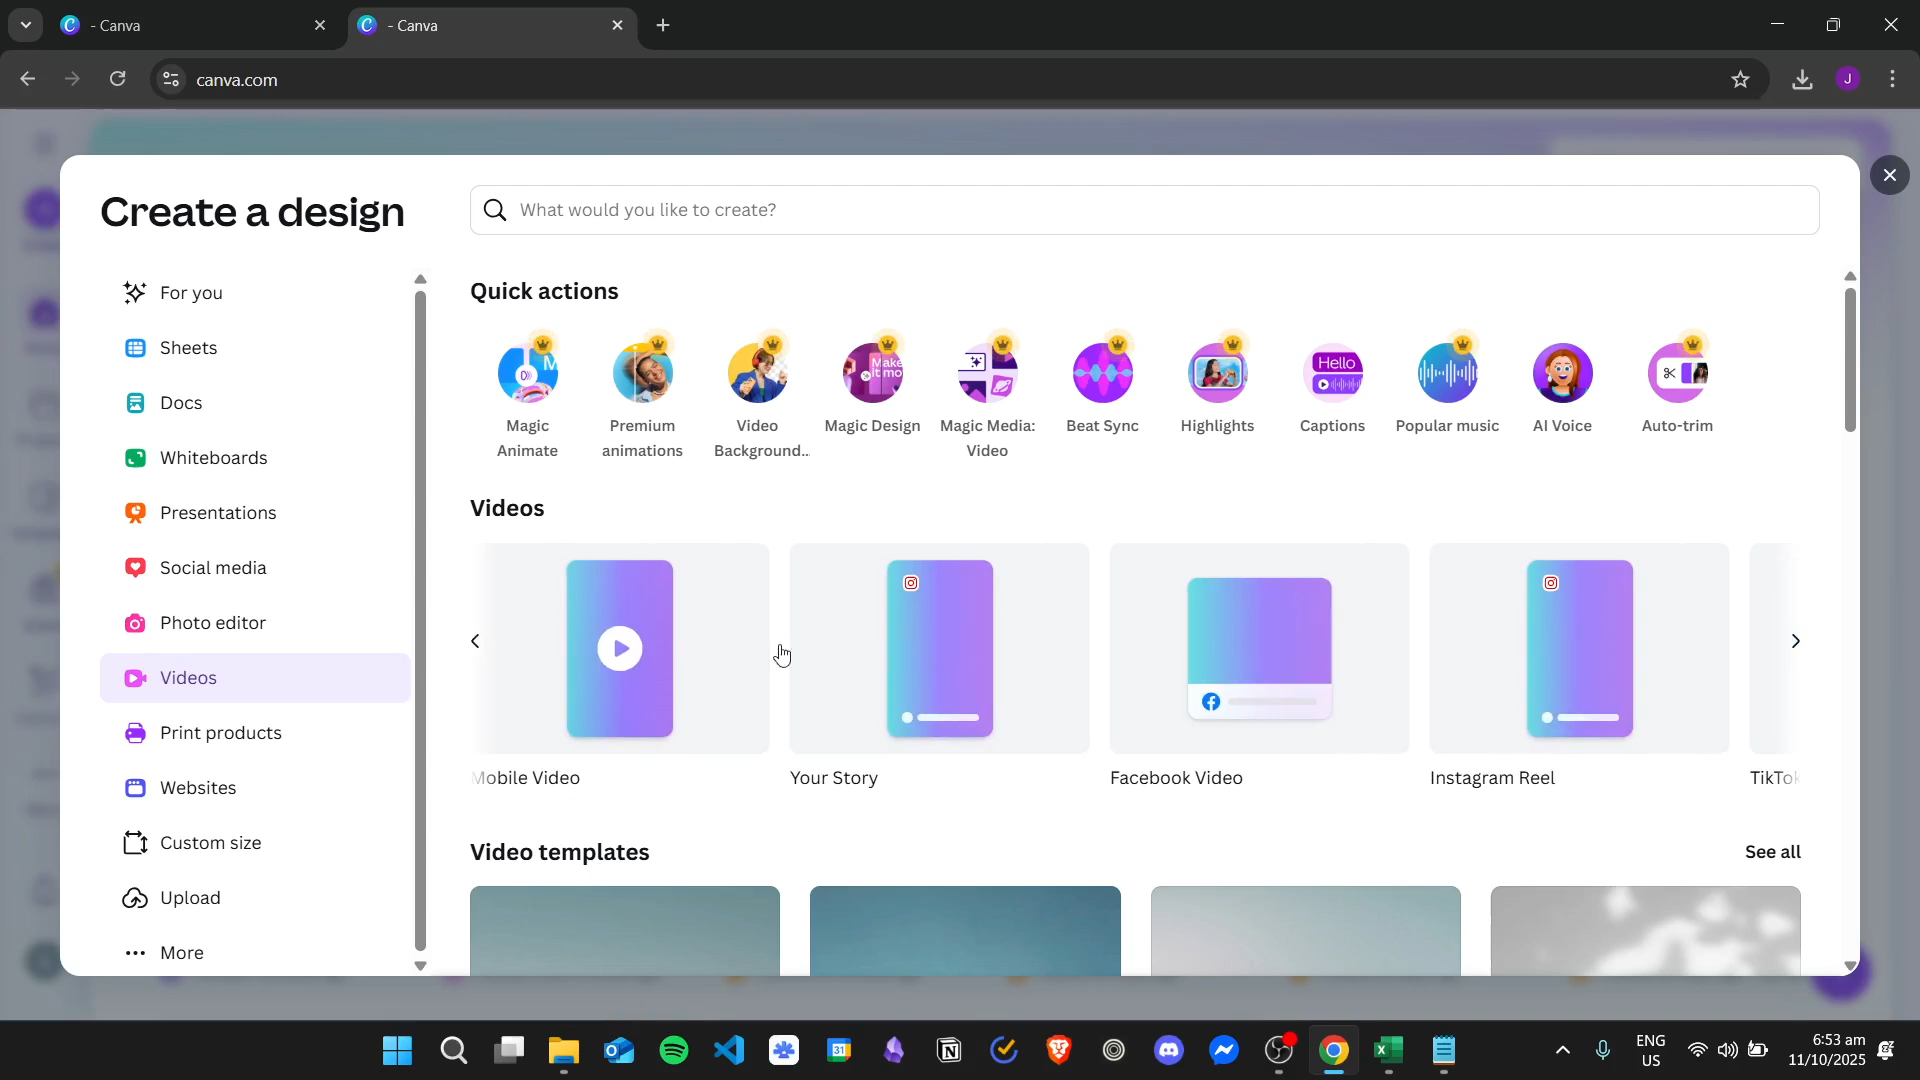 - Canva
- Canva
canva.com
J
Create a design
What would you like to create?
For you
Sheets
Docs
Whiteboards
Presentations
Social media
Photo editor
Videos
Print products
Websites
Custom size
Upload
More
Quick actions
Magic
Animate
Premium
animations
Video
Background...
Magic Design
Magic Media:
Video
Beat Sync
Highlights
Hello
Captions
Popular music
AI Voice
Auto-trim
Videos
Mobile Video
Your Story
Facebook Video
Instagram Reel
TikTok
Video templates
See all
31
ENG
US
6:53 am
11/10/2025